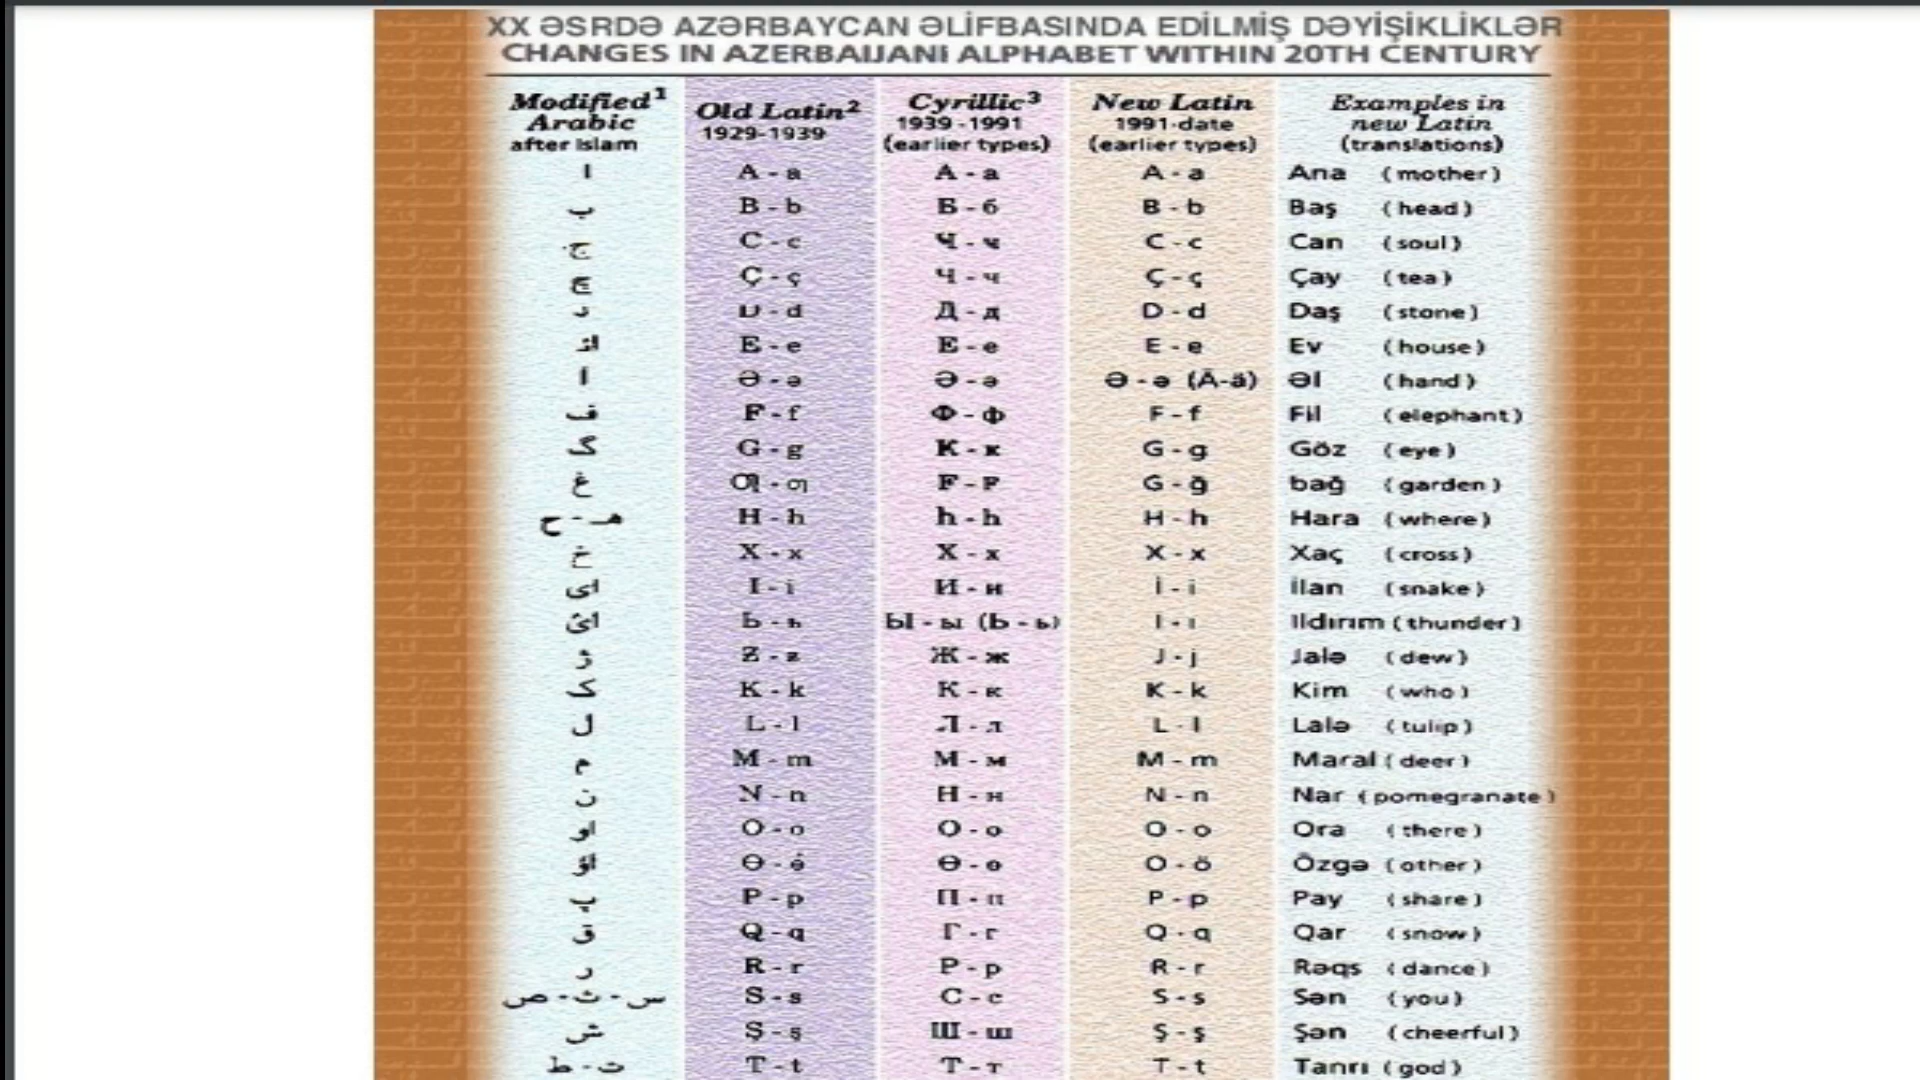 XX ƏSRDƏ AZƏRBAYCAN ƏLİFBASINDA EDİLMİŞ DƏYİŞİKLİKLƏR
CHANGES IN AZERBAIJANI ALPHABET WITHIN 20TH CENTURY
Modified¹ Arabic after Islam
Old Latin² 1929-1939
Cyrillic³ 1939-1991 (earlier types)
New Latin 1991-date (earlier types)
Examples in new Latin (translations)
ا A - a А - а A - a Ana (mother)
ب B - b Б - б B - b Baş (head)
ج C - c Ҹ - ҹ C - c Can (soul)
چ Ç - ç Ч - ч Ç - ç Çay (tea)
د D - d Д - д D - d Daş (stone)
E - e Е - е E - e Ev (house)
ا Ə - ə Ә - ә Ə - ə (Ä-ä) Əl (hand)
ف F - f Ф - ф F - f Fil (elephant)
گ G - g К - к G - g Göz (eye)
غ Ƣ - ƣ Ғ - ғ G - ğ bağ (garden)
ح - هـ H - h Һ - һ H - h Hara (where)
خ X - x Х - х X - x Xaç (cross)
ای I - i И - и İ - i İlan (snake)
ائ Ь - ь Ы - ы (Ь - ь) I - ı Ildırım (thunder)
ژ Ƶ - ƶ Ж - ж J - j Jalə (dew)
ک K - k К - к K - k Kim (who)
ل L - l Л - л L - l Lalə (tulip)
م M - m М - м M - m Maral (deer)
ن N - n Н - н N - n Nar (pomegranate)
او O - o О - о O - o Ora (there)
اؤ Ɵ - ɵ Ө - ө O - ö Özgə (other)
پ P - p П - п P - p Pay (share)
ق Q - q Г - г Q - q Qar (snow)
ر R - r Р - р R - r Rəqs (dance)
س - ث - ص S - s С - с S - s Sən (you)
ش Ş - ş Ш - ш Ş - ş Şən (cheerful)
ت - ط T - t Т - т T - t Tanrı (god)